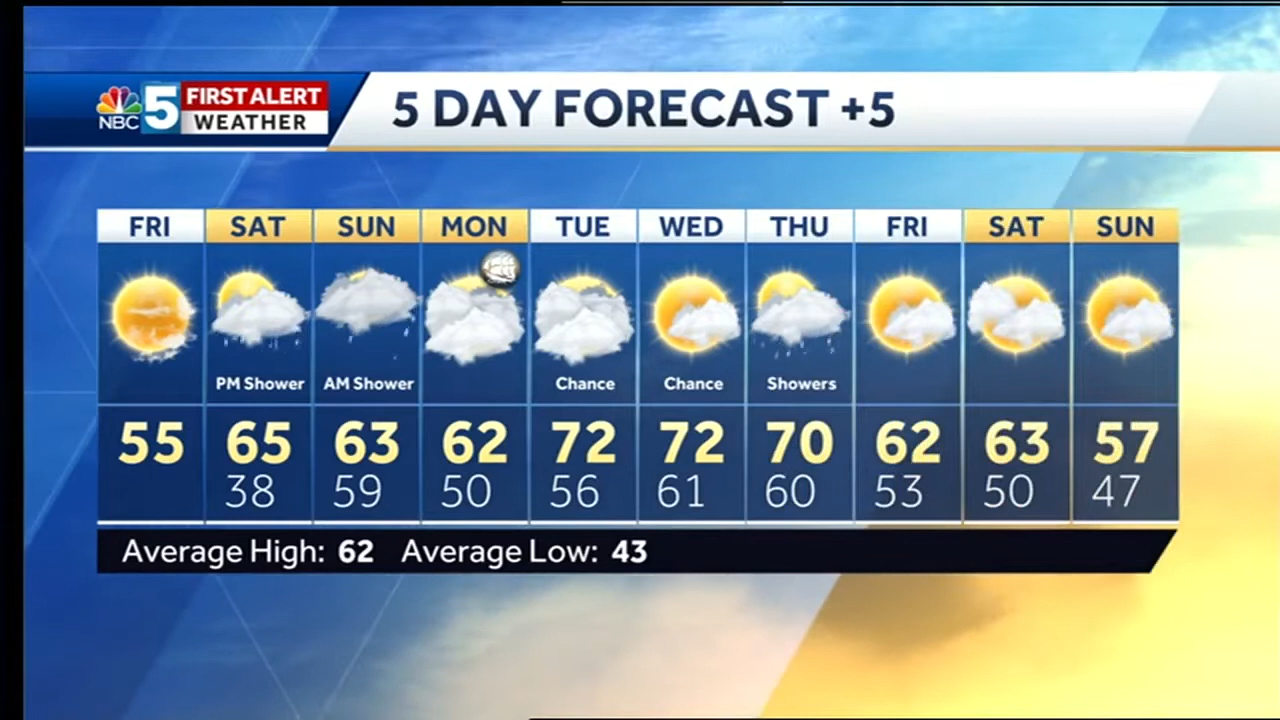 NBC 5 FIRST ALERT WEATHER
5 DAY FORECAST +5
FRI SAT SUN MON TUE WED THU FRI SAT SUN
PM Shower AM Shower Chance Chance Showers
55 65 63 62 72 72 70 62 63 57
38 59 50 56 61 60 53 50 47
Average High: 62 Average Low: 43